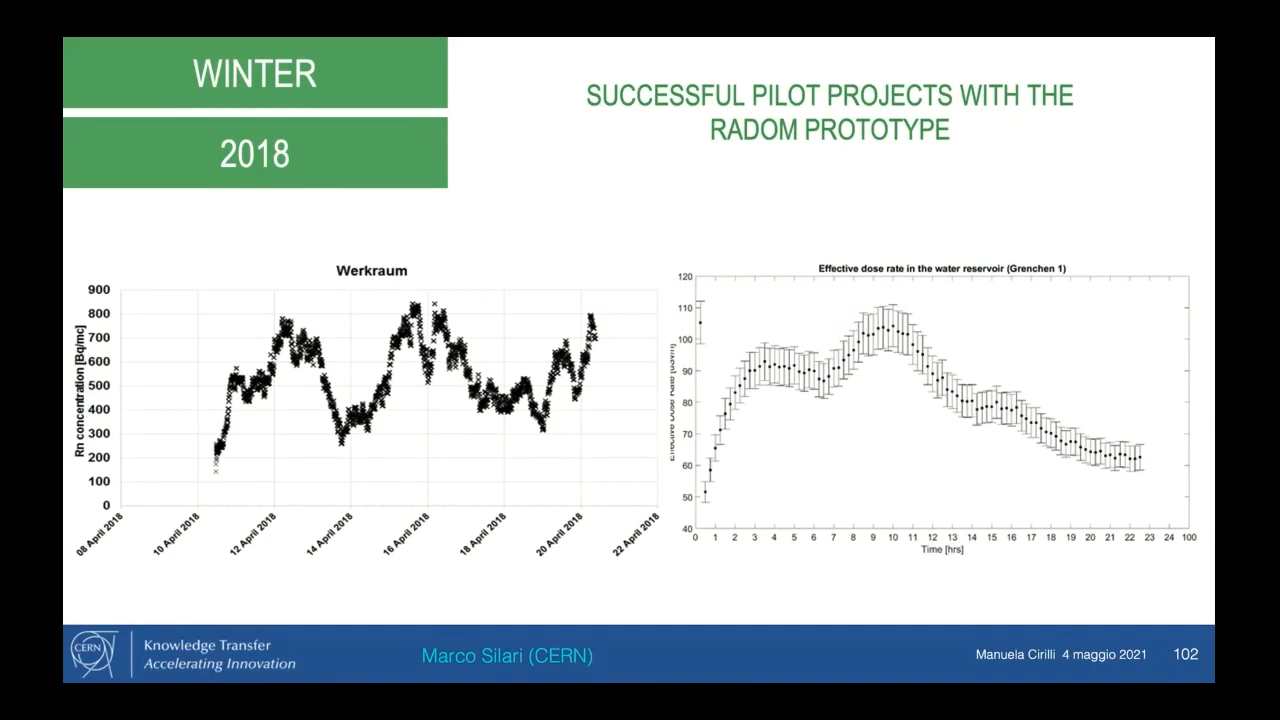 WINTER
2018
SUCCESSFUL PILOT PROJECTS WITH THE
RADOM PROTOTYPE
Werkraum
Rn concentration [Bq/mc]
900
800
700
600
500
400
300
200
100
0
08 April 2018
10 April 2018
12 April 2018
14 April 2018
16 April 2018
18 April 2018
20 April 2018
22 April 2018
Effective dose rate in the water reservoir (Grenchen 1)
120
110
100
90
80
70
60
50
40
0 1 2 3 4 5 6 7 8 9 10 11 12 13 14 15 16 17 18 19 20 21 22 23 24 100
Time [hrs]
CERN
Knowledge Transfer
Accelerating Innovation
Marco Silari (CERN)
Manuela Cirilli 4 maggio 2021
102